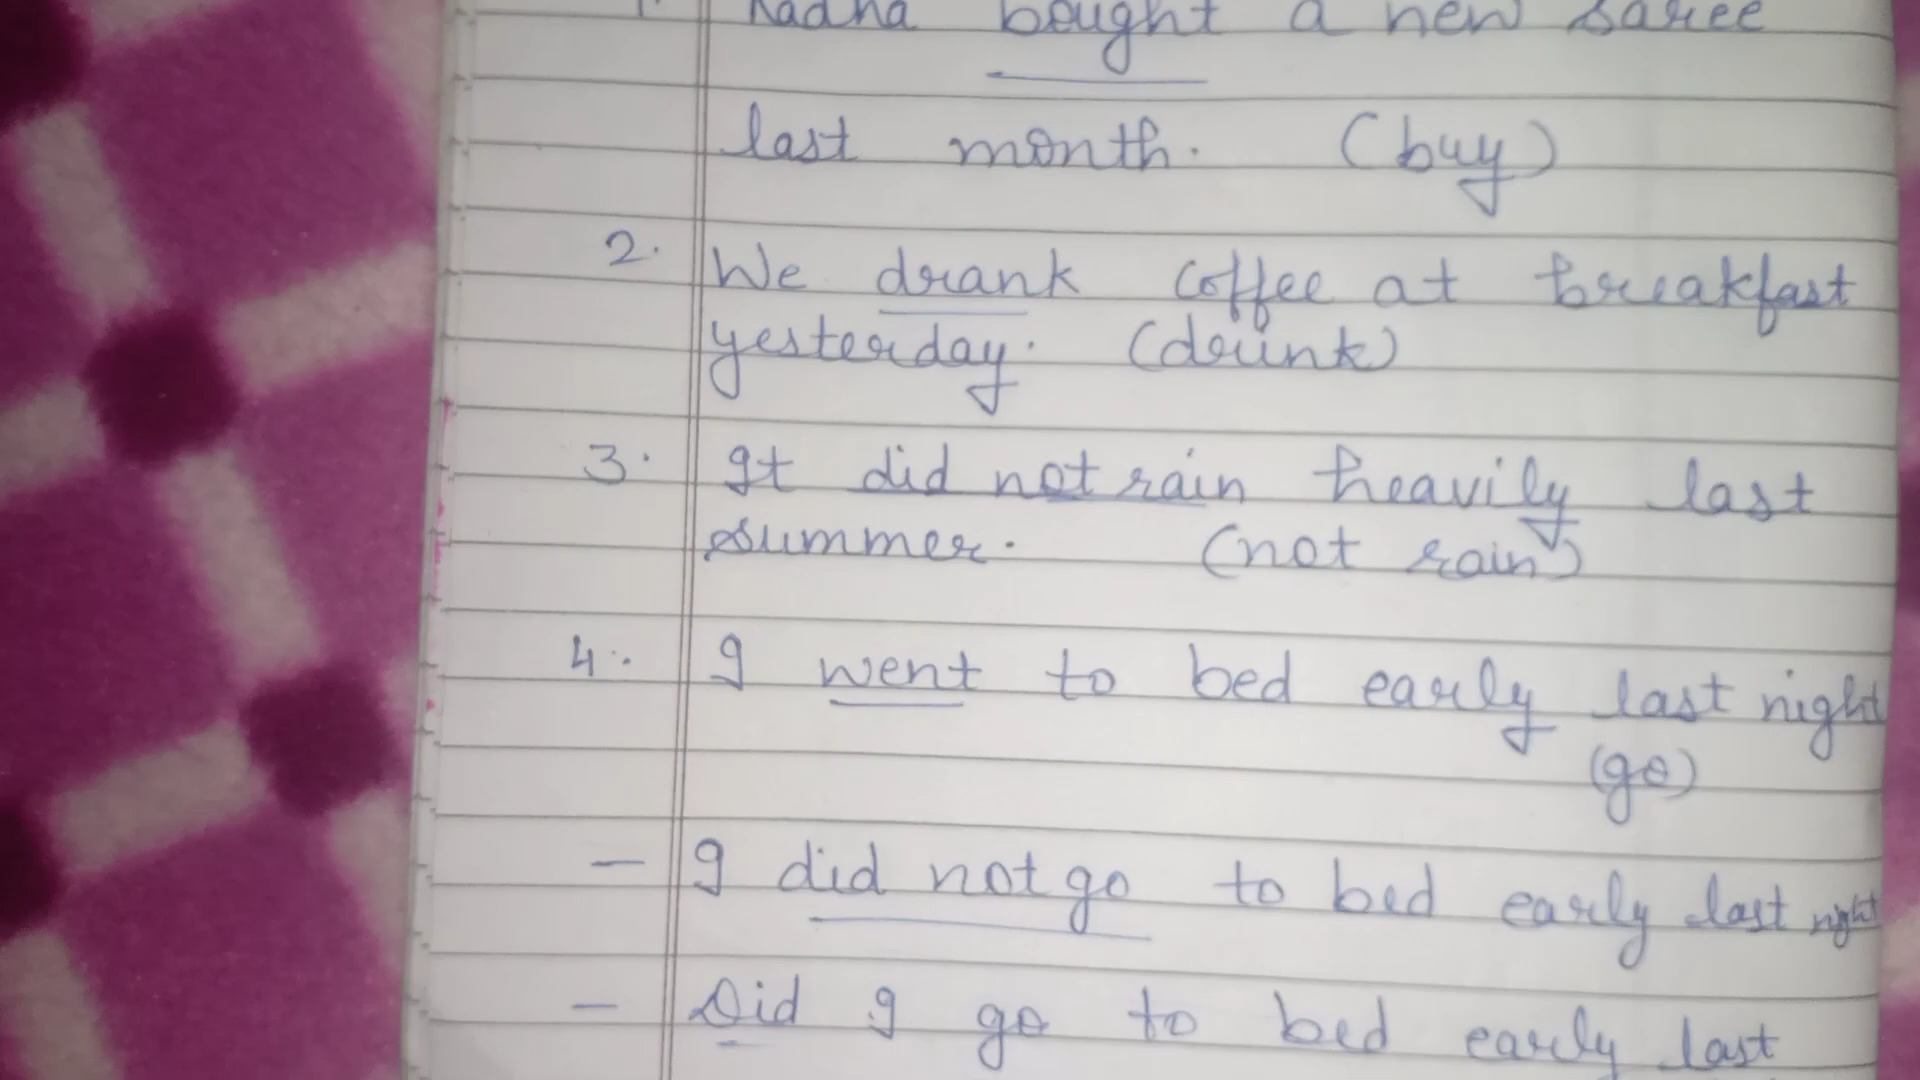 1. Radha bought a new saree
last month. (buy)
2. We drank coffee at breakfast
yesterday. (drink)
3. It did not rain heavily last
summer. (not rain)
4. I went to bed early last night
(go)
- I did not go to bed early last night
- Did I go to bed early last